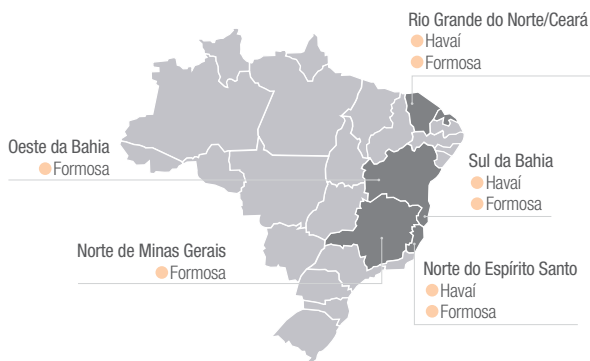 Rio Grande do Norte/Ceará
Havaí
Formosa
Oeste da Bahia
Formosa
Sul da Bahia
Havaí
Formosa
Norte de Minas Gerais
Formosa
Norte do Espírito Santo
Havaí
Formosa